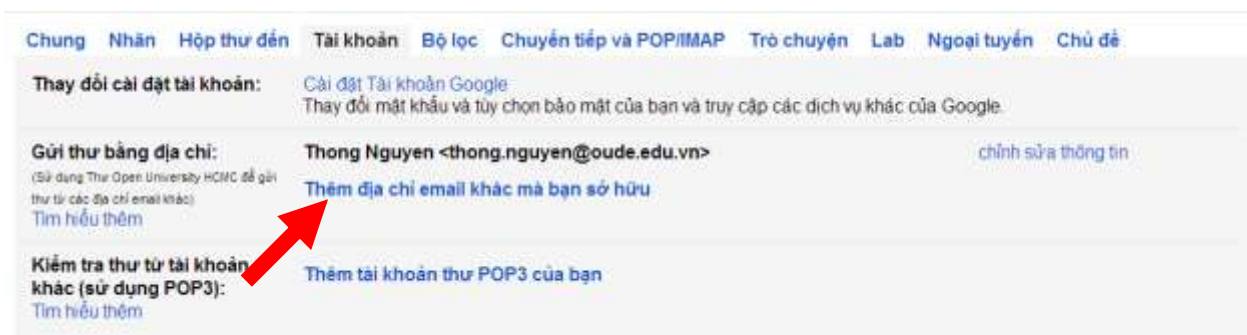 Chung Nhãn Hộp thư đến Tài khoản Bộ lọc Chuyển tiếp và POP/IMAP Trò chuyện Lab Ngoại tuyến Chủ đề
Thay đổi cài đặt tài khoản:
Cài đặt Tài khoản Google
Thay đổi mật khẩu và tùy chọn bảo mật của bạn và truy cập các dịch vụ khác của Google.
Gửi thư bằng địa chỉ:
(Sử dụng Thư Open University HCMC để gửi
thư từ các địa chỉ email khác)
Tìm hiểu thêm
Thong Nguyen <thong.nguyen@oude.edu.vn>
chỉnh sửa thông tin
Thêm địa chỉ email khác mà bạn sở hữu
Kiểm tra thư từ tài khoản
khác (sử dụng POP3):
Tìm hiểu thêm
Thêm tài khoản thư POP3 của bạn